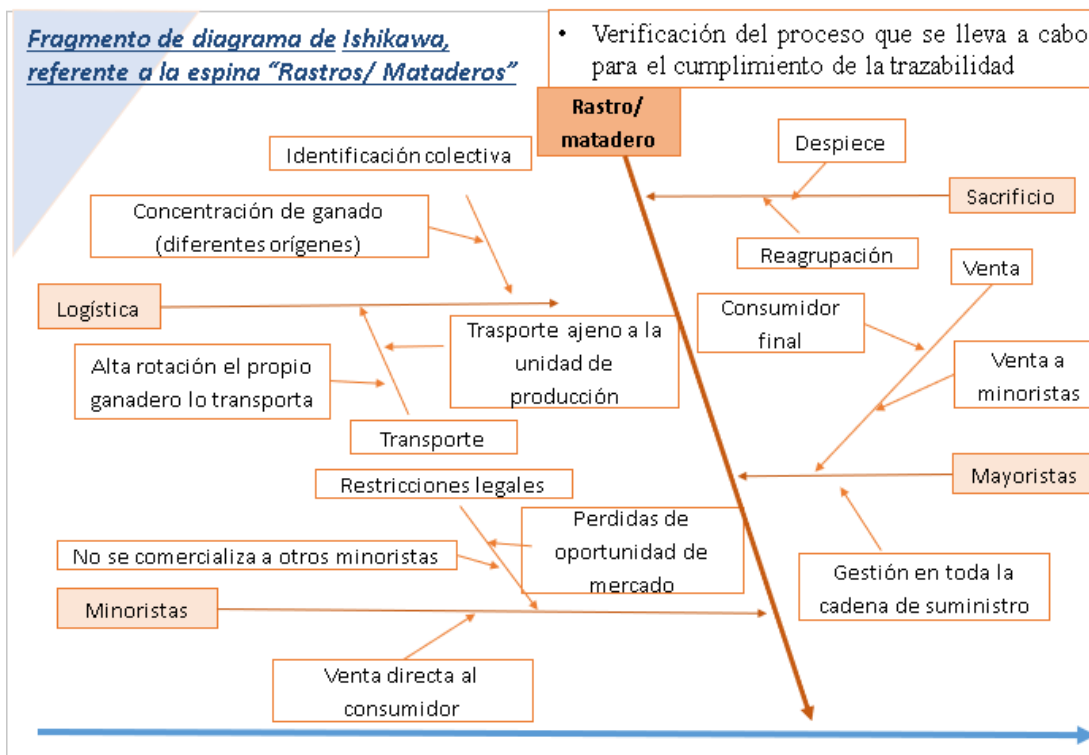 Fragmento de diagrama de Ishikawa,
referente a la espina “Rastros/ Mataderos”
• Verificación del proceso que se lleva a cabo
para el cumplimiento de la trazabilidad
Rastro/
matadero
Identificación colectiva
Despiece
Concentración de ganado
(diferentes orígenes)
Sacrificio
Reagrupación
Venta
Logística
Consumidor
final
Trasporte ajeno a la
unidad de
producción
Alta rotación el propio
ganadero lo transporta
Venta a
minoristas
Transporte
Restricciones legales
Mayoristas
Perdidas de
oportunidad de
mercado
No se comercializa a otros minoristas
Gestión en toda la
cadena de suministro
Minoristas
Venta directa al
consumidor